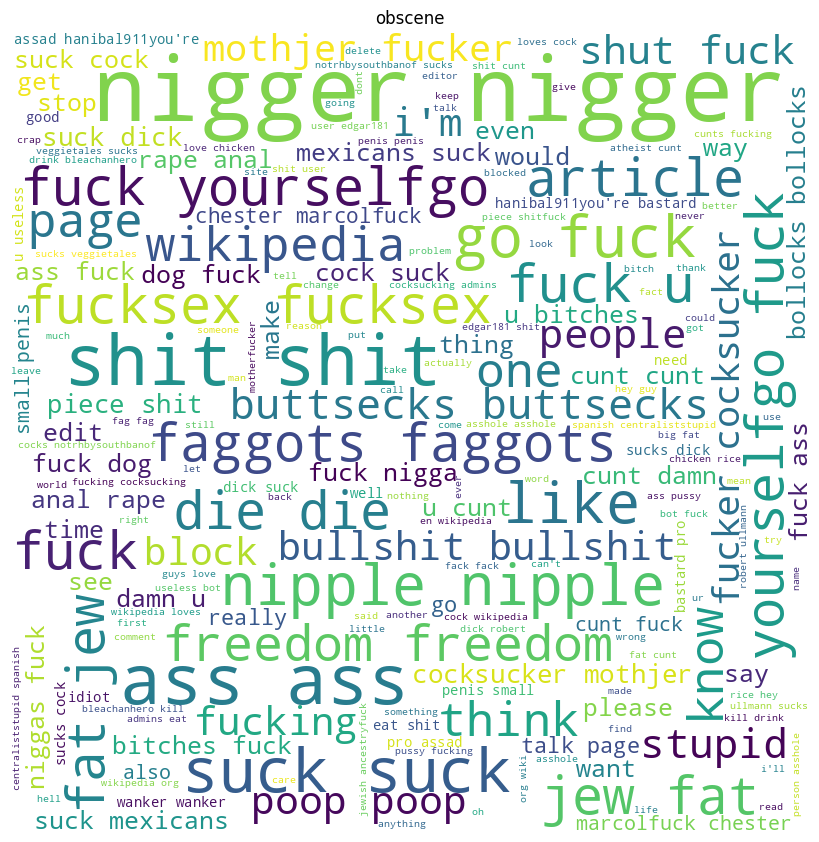 obscene
assad hanibal911you're
mothjer fucker
loves cock
shut fuck
suck cock
delete
notrhbysouthbanof sucks
shit cunt
editor
get
nigger nigger
stop
dont
going
give
good
i'm
keep
talk
even
crap
suck dick
user edgar181
penis penis
cunts fucking
bollocks bollocks
veggietales sucks
love chicken
mexicans suck
would
atheist cunt
way
drink bleachanhero
rape anal
site
shit user
blocked
fuck yourselfgo
article
better
u useless
page
chester marcolfuck
hanibal911you're bastard
piece shitfuck
never
wikipedia
go fuck
yourselfgo fuck
sucks veggietales
problem
look
ass fuck
dog fuck
cock suck
tell
change
cocksucking admins
bitch
thank
fuck u
fact
fucksex fucksex
u bitches
could
small penis
someone
reason
make
motherfucker
put
edgar181 shit
people
got
cocksucker
much
shit shit
actually
thing
hey guy
need
leave
man
take
one
cunt cunt
use
piece shit
call
buttsecks buttsecks
fag fag
come
asshole asshole
spanish centraliststupid
edit
still
big fat
cocks notrhbysouthbanof
faggots faggots
fuck dog
let
fuck nigga
sucks dick
chicken rice
fuck ass
world
fucking cocksucking
word
cunt damn
mean
anal rape
dick suck
well
nothing
ever
ass pussy
back
u cunt
like
bot fuck
fucker
time
right
die die
en wikipedia
robert ullmann
try
fuck
block
bullshit bullshit
bastard pro
guys love
fack fack
can't
name
see
useless bot
nipple nipple
ur
damn u
wikipedia loves
go
first
really
said
another
cock wikipedia
cunt fuck
fat jew
comment
freedom freedom
little
dick robert
wrong
know
fat cunt
centraliststupid spanish
niggas fuck
sucks cock
ass ass
cocksucker mothjer
say
idiot
penis small
made
rice hey
bleachanhero kill
admins eat
fucking
something
think
please
ullmann sucks
kill drink
eat shit
find
bitches fuck
pro assad
pussy fucking
talk page
stupid
also
wikipedia org
suck suck
care
jewish ancestryfuck
asshole
org wiki
want
i'll
person asshole
hell
wanker wanker
poop poop
jew fat
life
read
oh
suck mexicans
anything
marcolfuck chester